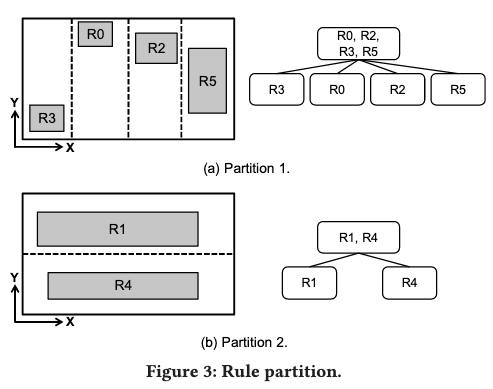 R0
R2
R5
R3
Y
X
R0, R2,
R3, R5
R3 R0 R2 R5
(a) Partition 1.
R1
R4
Y
X
R1, R4
R1 R4
(b) Partition 2.
Figure 3: Rule partition.